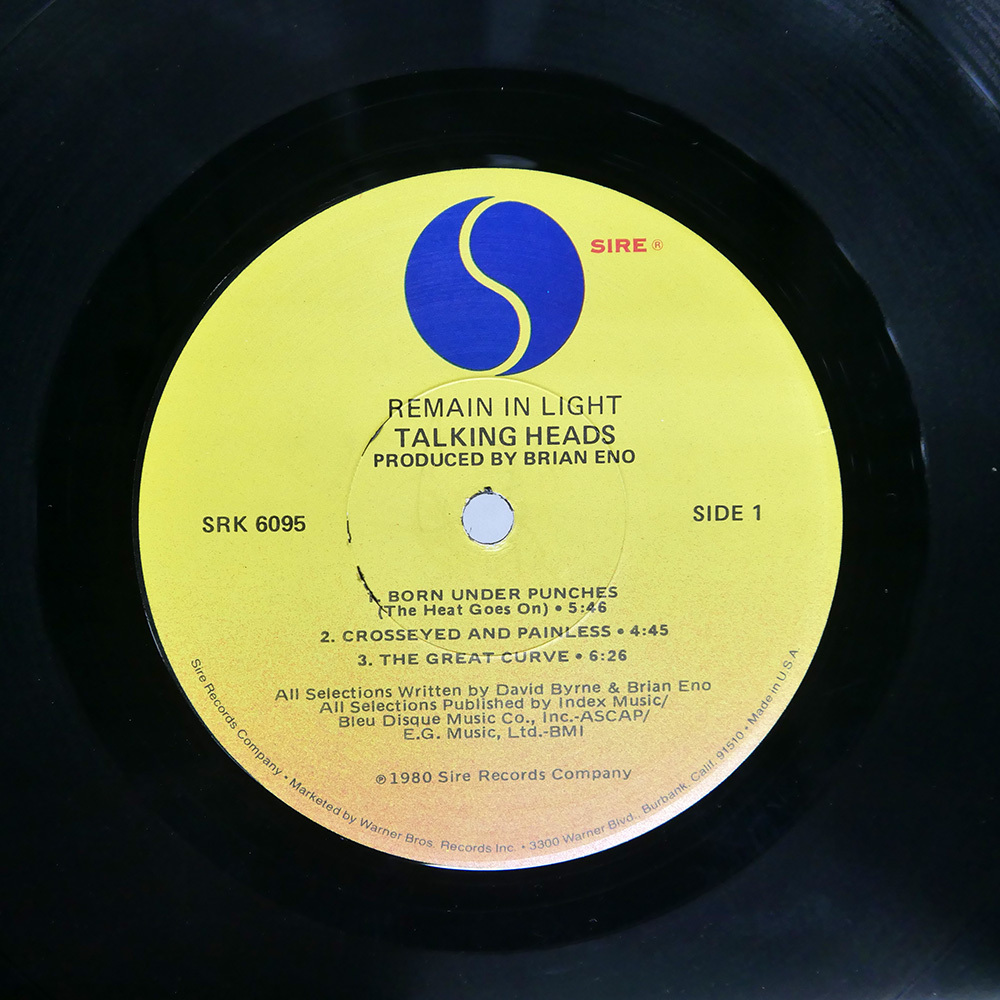 SIRE ®
REMAIN IN LIGHT
TALKING HEADS
PRODUCED BY BRIAN ENO
SRK 6095
SIDE 1
1. BORN UNDER PUNCHES
(The Heat Goes On) • 5:46
2. CROSSEYED AND PAINLESS • 4:45
3. THE GREAT CURVE • 6:26
All Selections Written by David Byrne & Brian Eno
All Selections Published by Index Music/
Bleu Disque Music Co., Inc.-ASCAP/
E.G. Music, Ltd.-BMI
℗1980 Sire Records Company
Sire Records Company • Marketed by Warner Bros. Records Inc. • 3300 Warner Blvd., Burbank, Calif. 91510 • Made in U.S.A